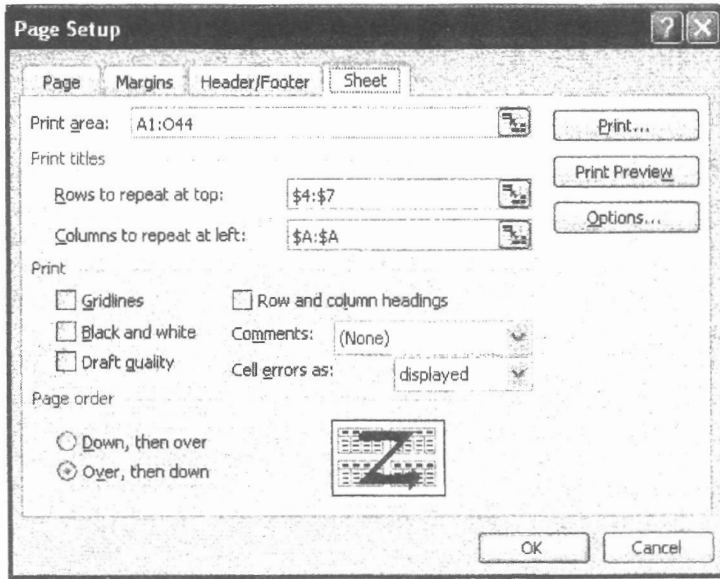 Page Setup
Page Margins Header/Footer Sheet
Print area: A1:O44 Print...
Print titles
Rows to repeat at top: $4:$7 Print Preview
Columns to repeat at left: $A:$A Options...
Print
Gridlines Row and column headings
Black and white Comments: (None)
Draft quality Cell errors as: displayed
Page order
Down, then over
Over, then down
OK Cancel